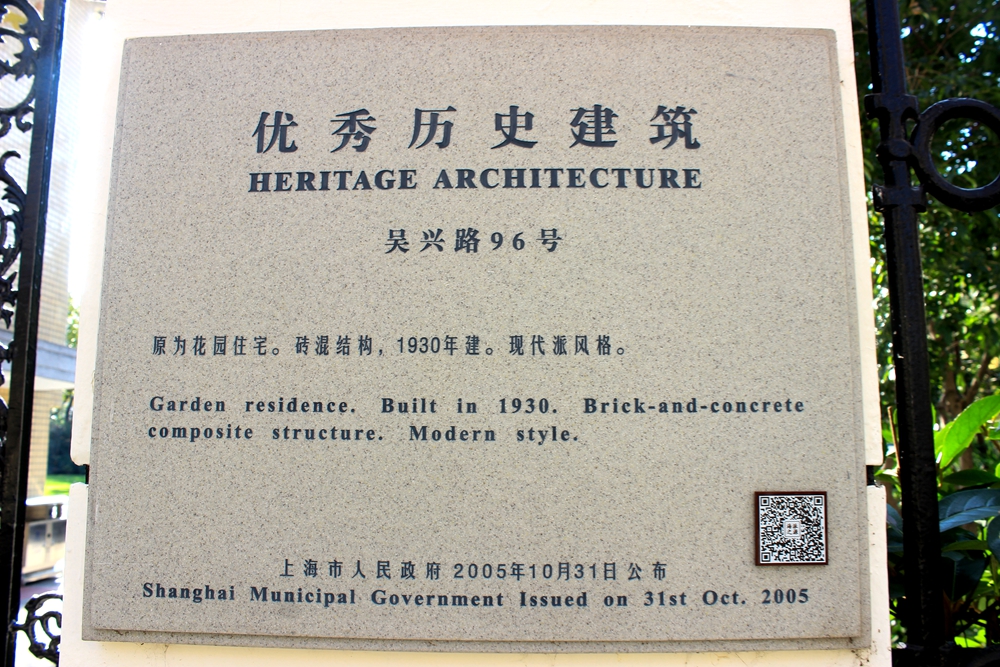 优秀历史建筑
HERITAGE ARCHITECTURE
吴兴路96号
原为花园住宅。砖混结构，1930年建。现代派风格。
Garden residence. Built in 1930. Brick-and-concrete
composite structure. Modern style.
上海市人民政府 2005年10月31日公布
Shanghai Municipal Government Issued on 31st Oct. 2005